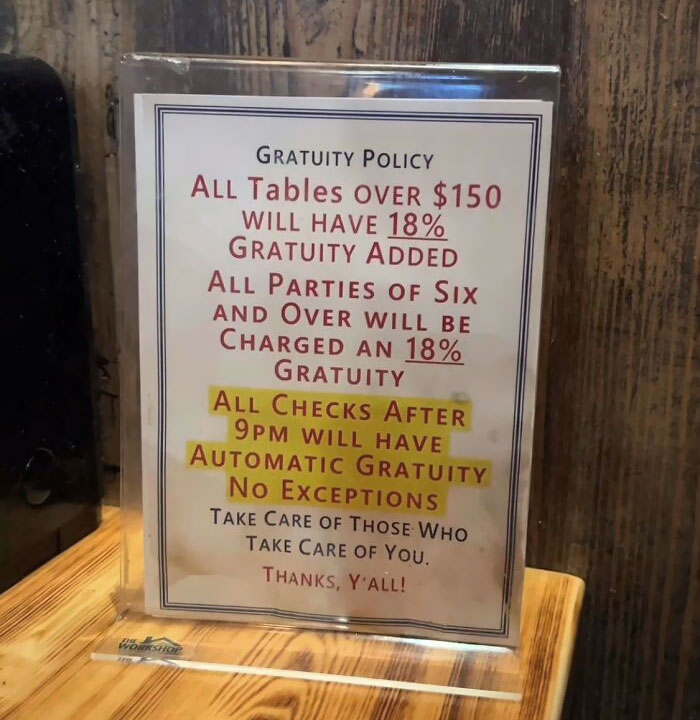 GRATUITY POLICY
ALL Tables OVER $150
WILL HAVE 18%
GRATUITY ADDED
ALL PARTIES OF SIX
AND OVER WILL BE
CHARGED AN 18%
GRATUITY
ALL CHECKS AFTER
9PM WILL HAVE
AUTOMATIC GRATUITY
NO EXCEPTIONS
TAKE CARE OF THOSE WHO
TAKE CARE OF YOU.
THANKS, Y'ALL!
THE
WORKSHOP